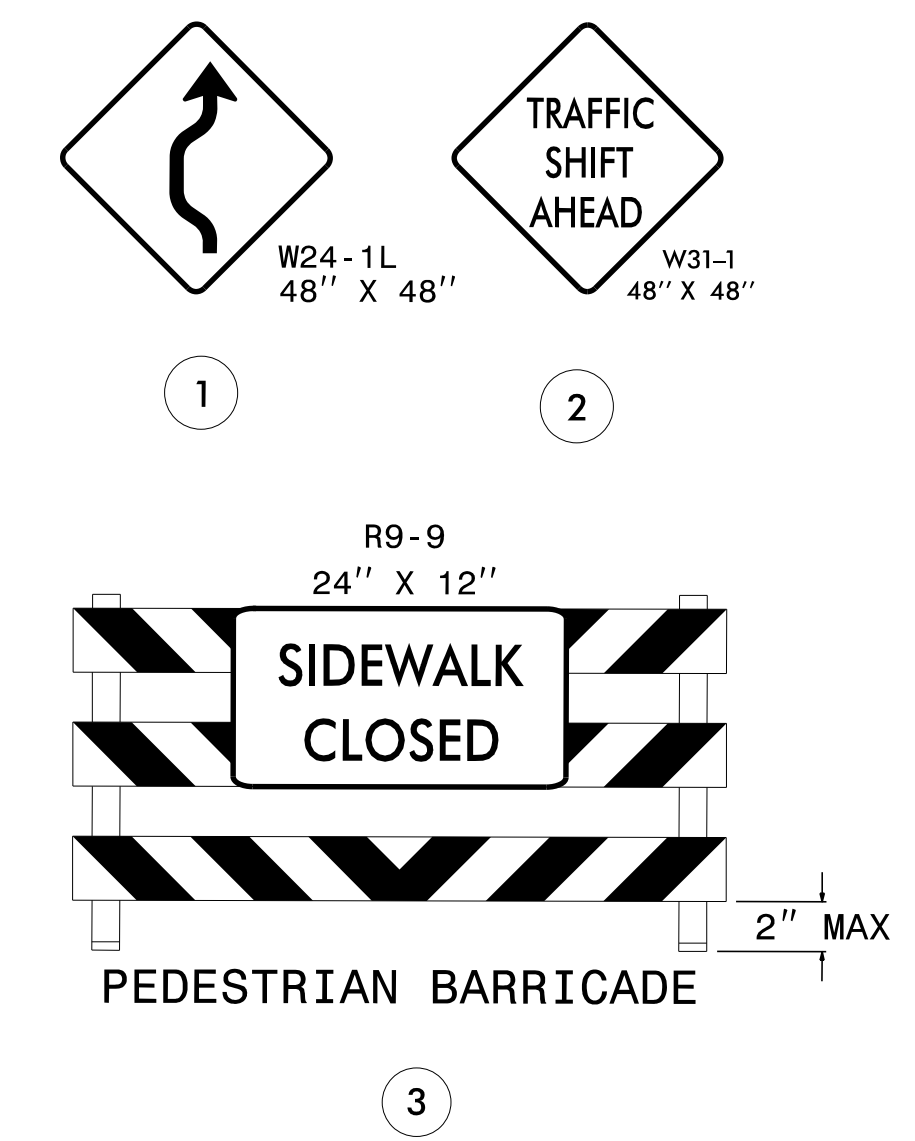 W24-1L
48" X 48"
1
TRAFFIC
SHIFT
AHEAD
W31-1
48" X 48"
2
R9-9
24" X 12"
SIDEWALK
CLOSED
2" MAX
PEDESTRIAN BARRICADE
3